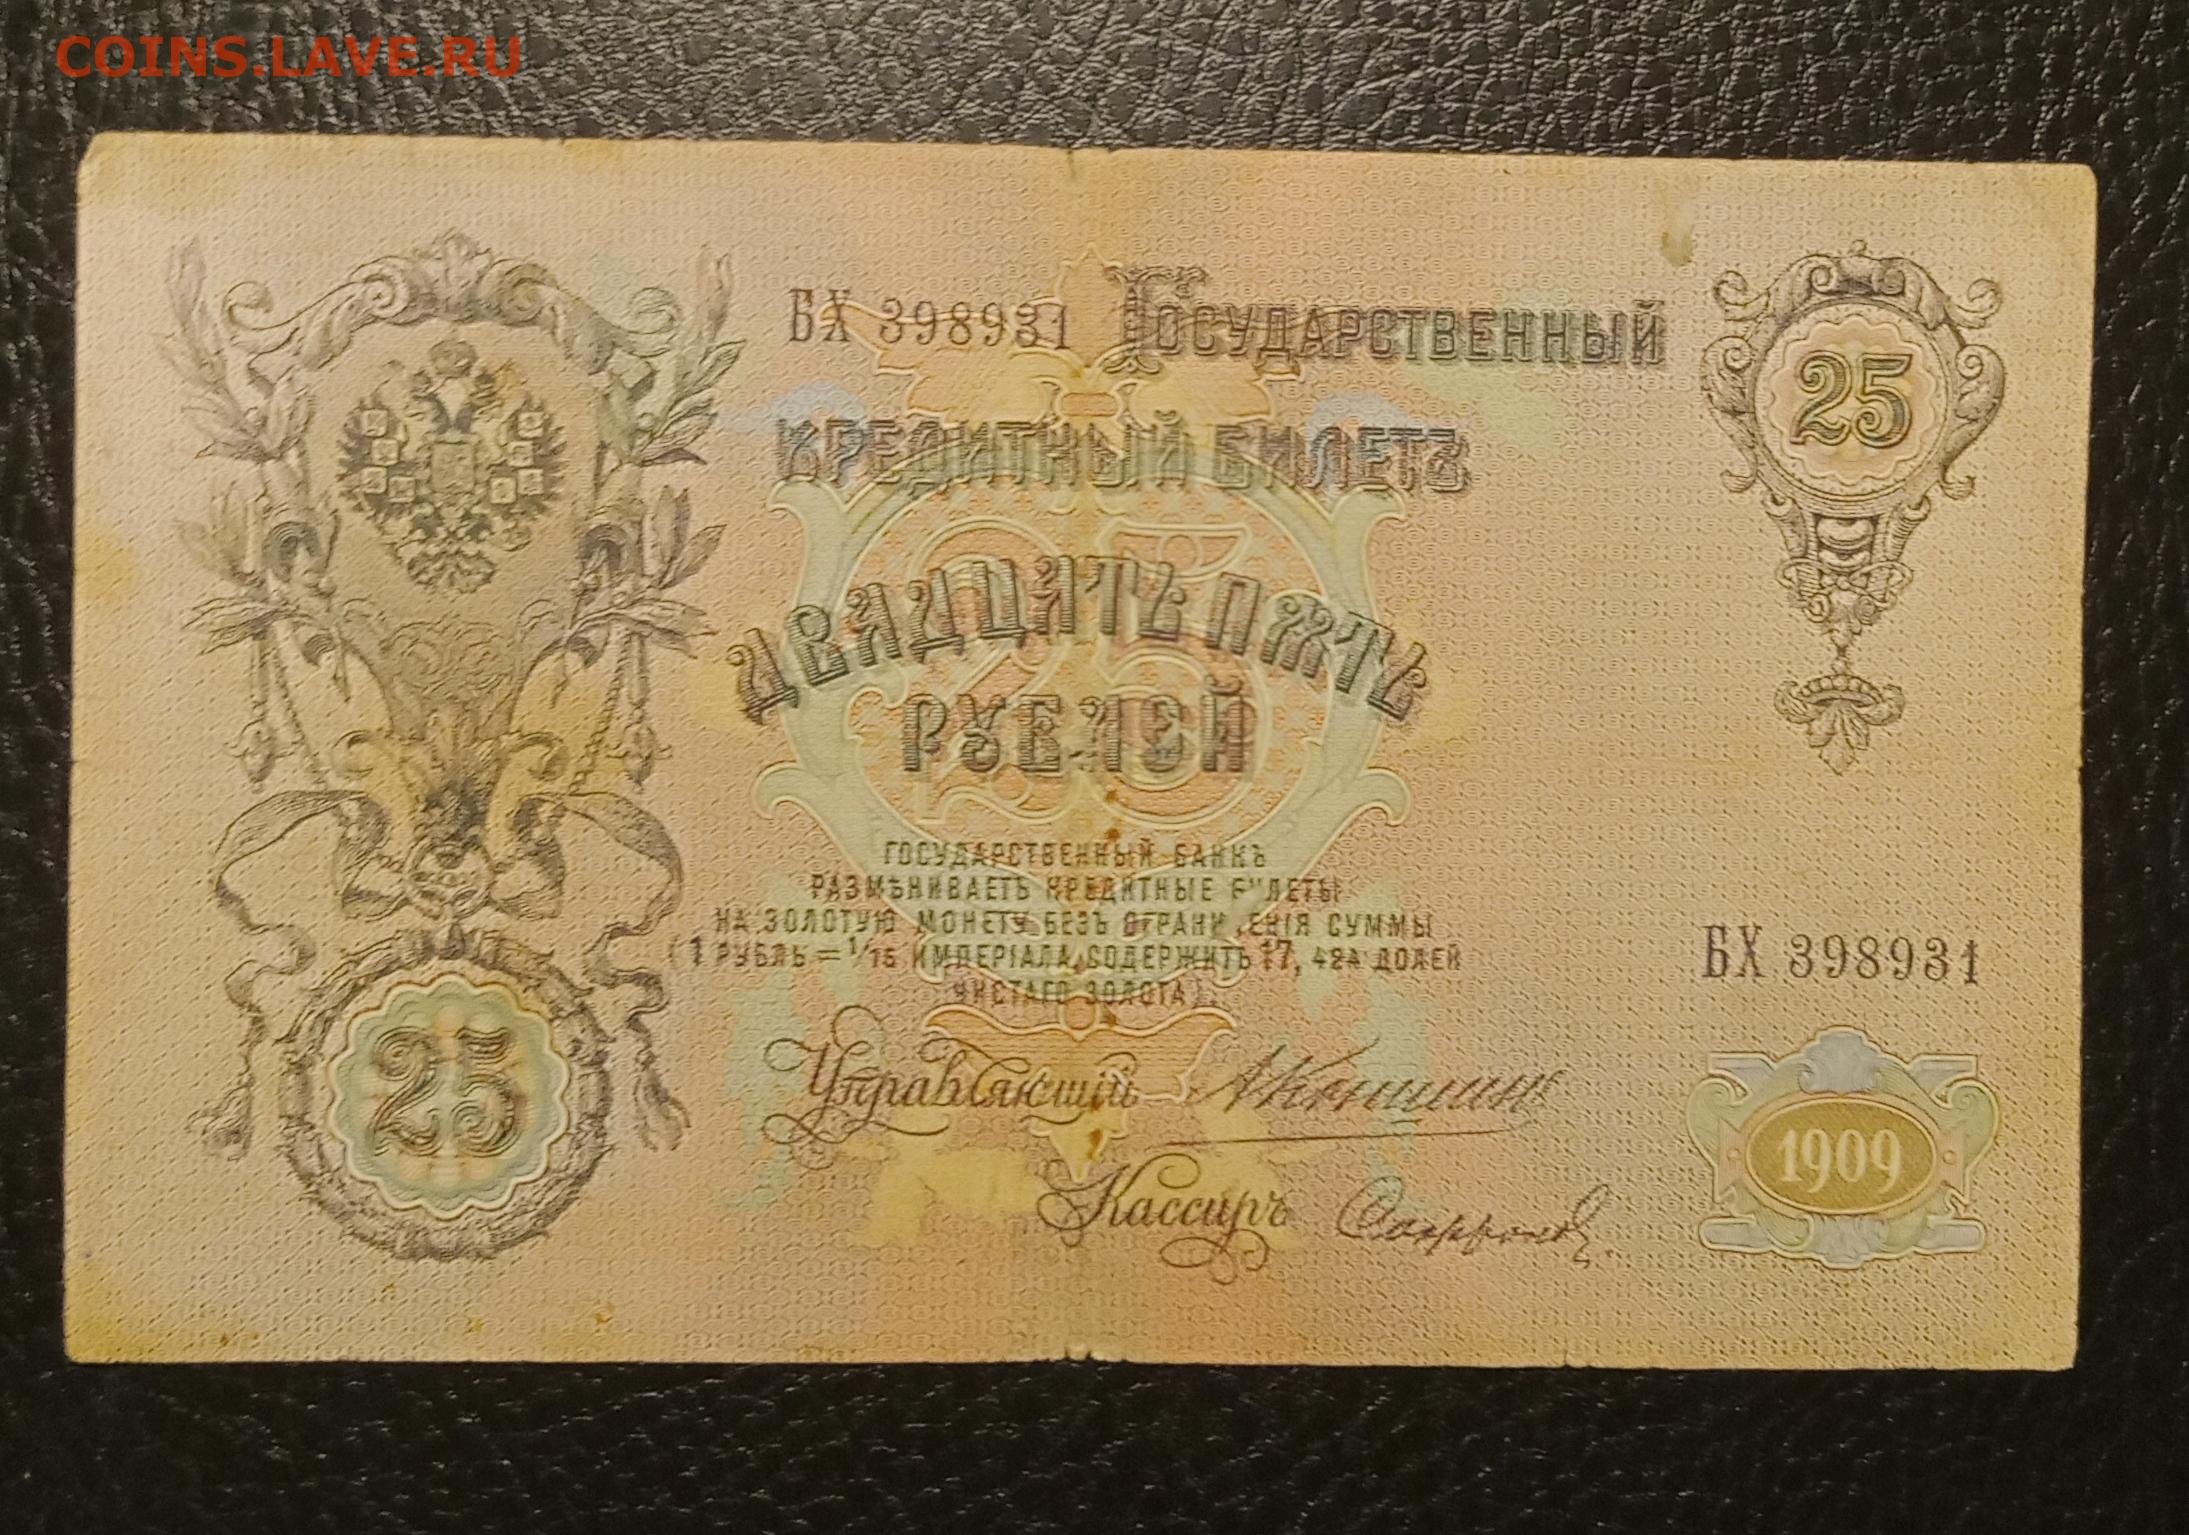 COINS.LAVE.RU
БХ 398931 Государственный
25
Кредитный Билетъ
Двадцать пять
рублей
25
Государственный Банкъ
размѣниваетъ кредитные билеты
на золотую монету безъ ограниченія суммы
(1 рубль = 1/15 имперіала, содержитъ 17,424 долей
чистаго золота).
БХ 398931
25
Управляющій А Коншинъ
1909
Кассиръ